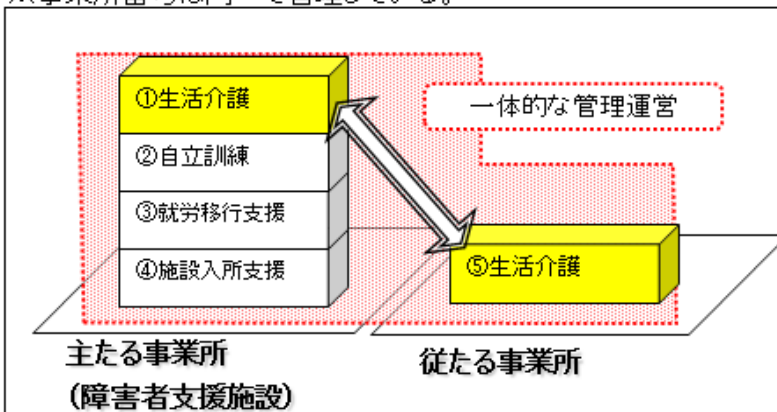 ①生活介護
一体的な管理運営
②自立訓練
③就労移行支援
④施設入所支援
⑤生活介護
主たる事業所
(障害者支援施設)
従たる事業所